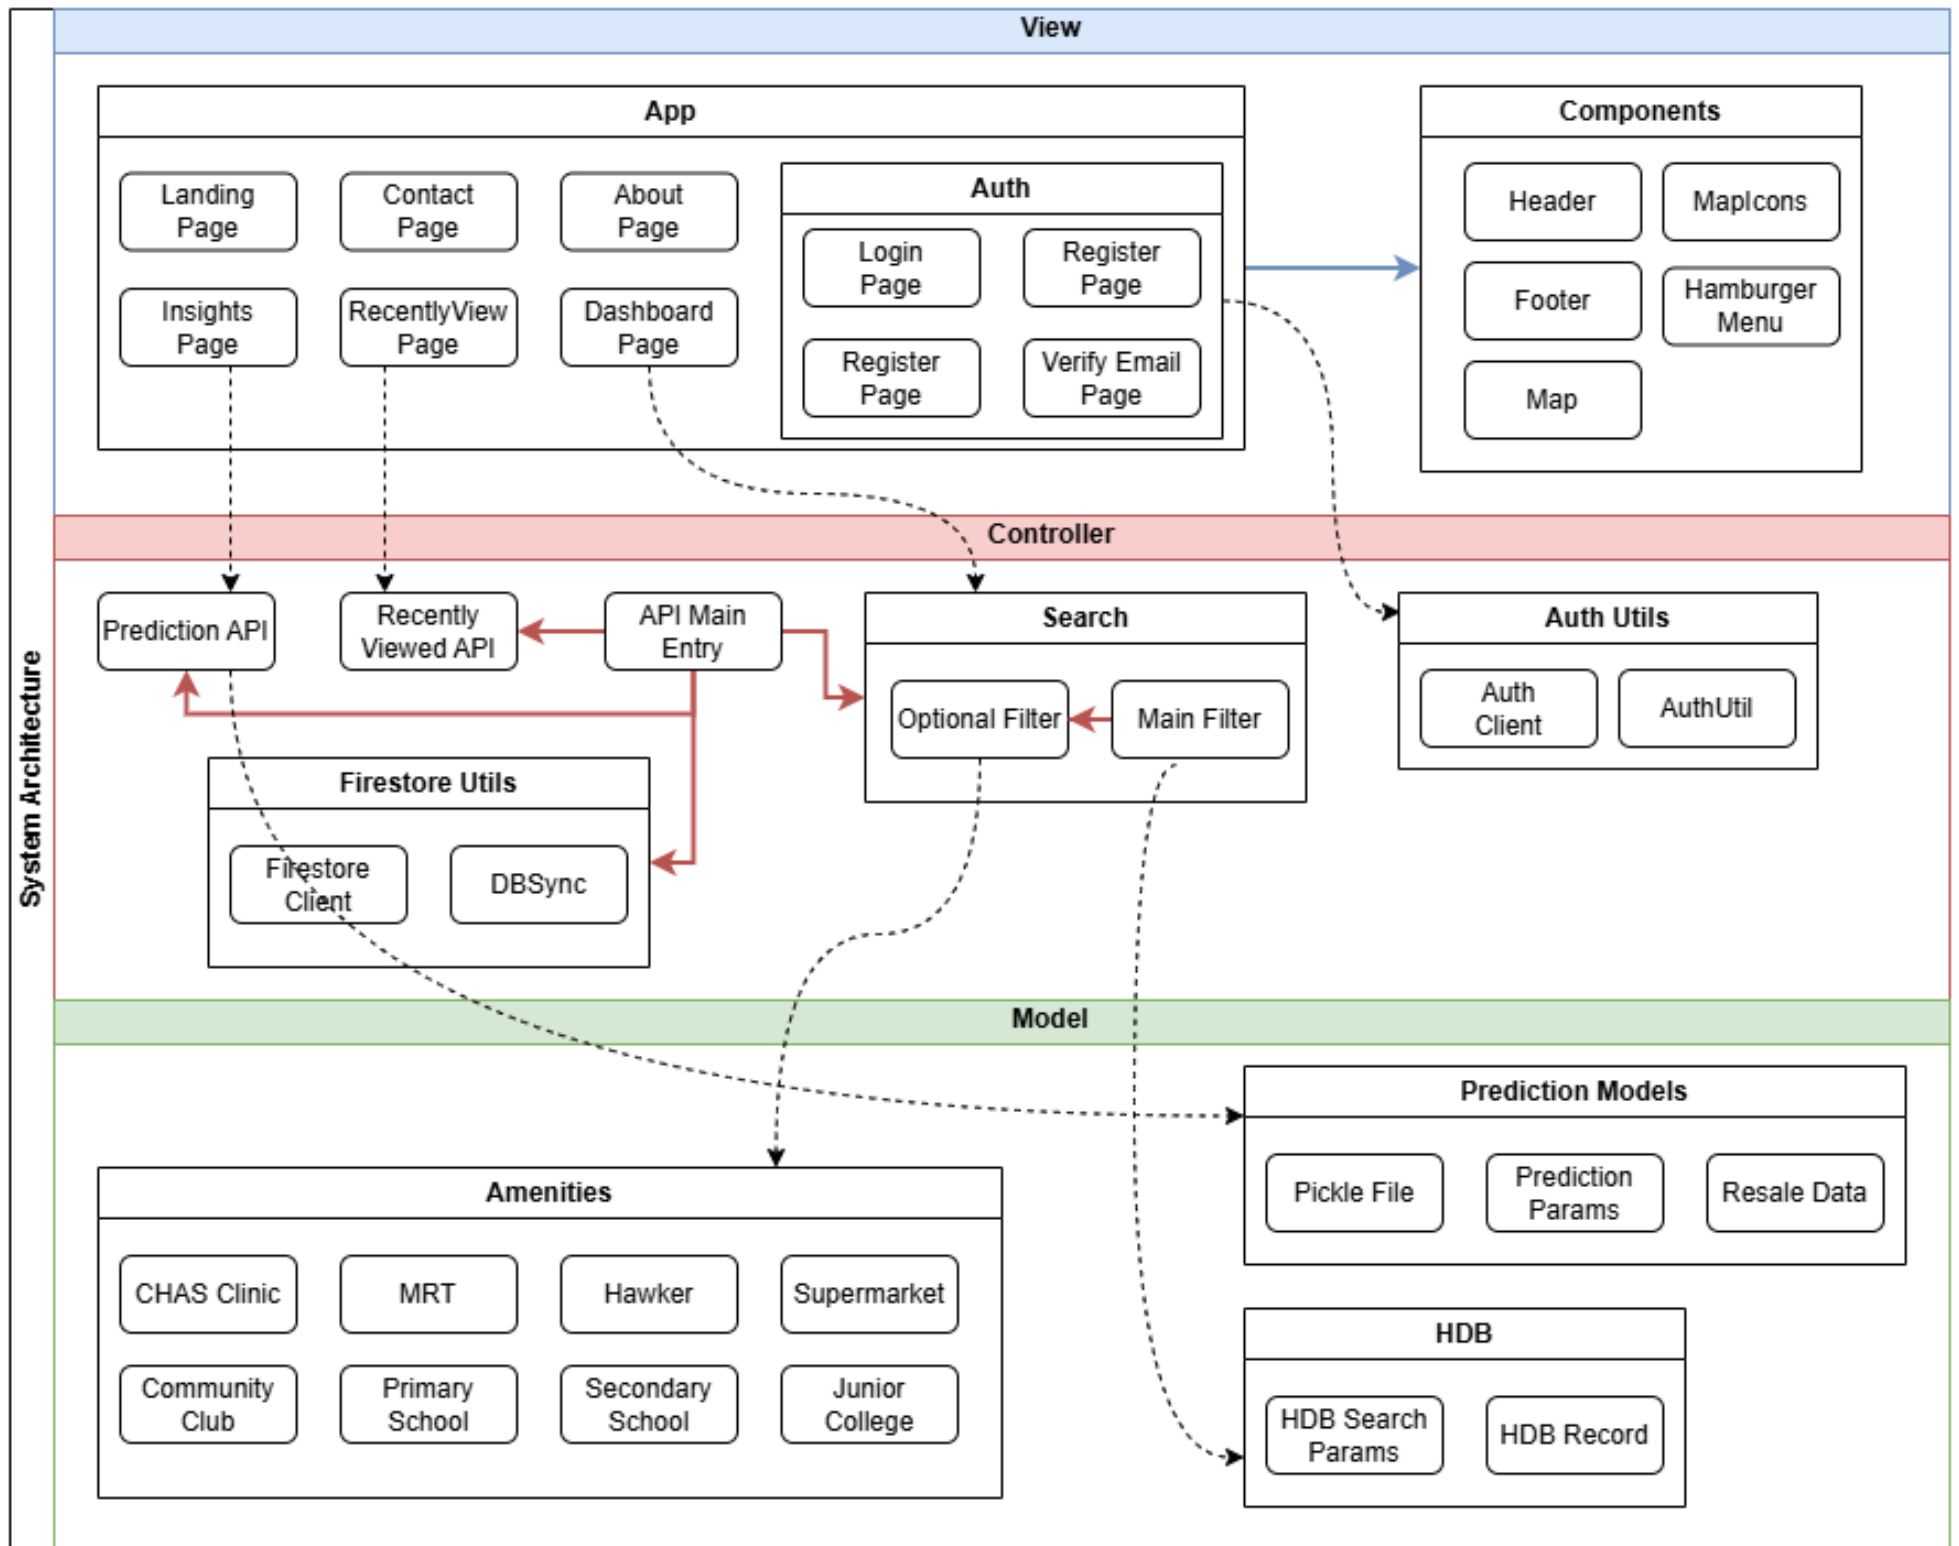 System Architecture
View
App
Landing
Page
Contact
Page
About
Page
Insights
Page
RecentlyView
Page
Dashboard
Page
Auth
Login
Page
Register
Page
Register
Page
Verify Email
Page
Components
Header
MapIcons
Footer
Hamburger
Menu
Map
Controller
Prediction API
Recently
Viewed API
API Main
Entry
Search
Optional Filter
Main Filter
Auth Utils
Auth
Client
AuthUtil
Firestore Utils
Firestore
Client
DBSync
Model
Prediction Models
Pickle File
Prediction
Params
Resale Data
Amenities
CHAS Clinic
MRT
Hawker
Supermarket
Community
Club
Primary
School
Secondary
School
Junior
College
HDB
HDB Search
Params
HDB Record